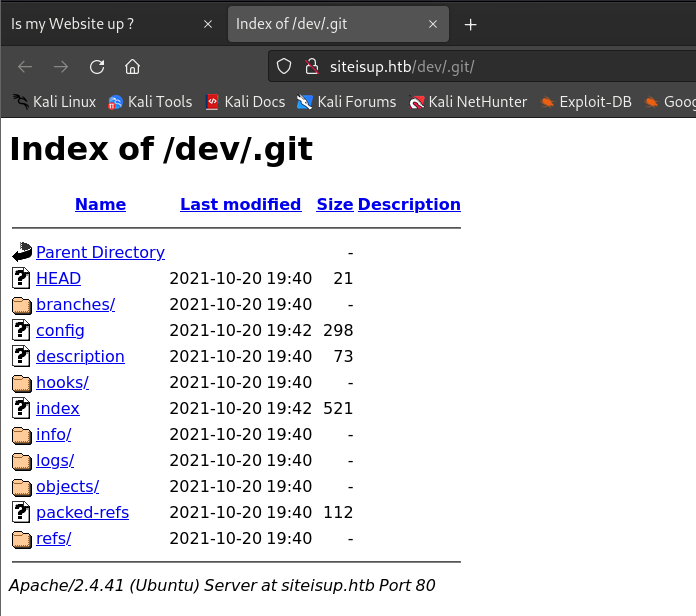 Is my Website up ?
Index of /dev/.git
siteisup.htb/dev/.git/
Kali Linux Kali Tools Kali Docs Kali Forums Kali NetHunter Exploit-DB Goog
Index of /dev/.git
Name Last modified Size Description
Parent Directory -
HEAD 2021-10-20 19:40 21
branches/ 2021-10-20 19:40 -
config 2021-10-20 19:42 298
description 2021-10-20 19:40 73
hooks/ 2021-10-20 19:40 -
index 2021-10-20 19:42 521
info/ 2021-10-20 19:40 -
logs/ 2021-10-20 19:40 -
objects/ 2021-10-20 19:40 -
packed-refs 2021-10-20 19:40 112
refs/ 2021-10-20 19:40 -
Apache/2.4.41 (Ubuntu) Server at siteisup.htb Port 80